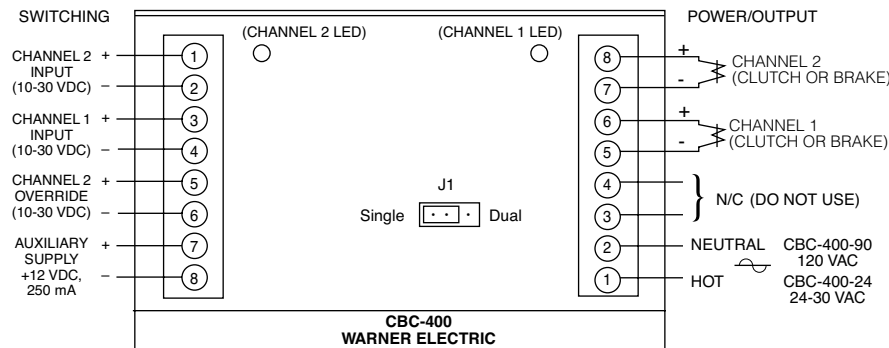 SWITCHING
POWER/OUTPUT
(CHANNEL 2 LED)
(CHANNEL 1 LED)
CHANNEL 2 +
INPUT
(10-30 VDC) –
CHANNEL 1 +
INPUT
(10-30 VDC) –
CHANNEL 2 +
OVERRIDE
(10-30 VDC) –
AUXILIARY +
SUPPLY
+12 VDC, –
250 mA
1
2
3
4
5
6
7
8
J1
Single
Dual
8
7
6
5
4
3
2
1
+
-
CHANNEL 2
(CLUTCH OR BRAKE)
+
-
CHANNEL 1
(CLUTCH OR BRAKE)
N/C (DO NOT USE)
NEUTRAL
HOT
CBC-400-90
120 VAC
CBC-400-24
24-30 VAC
CBC-400
WARNER ELECTRIC